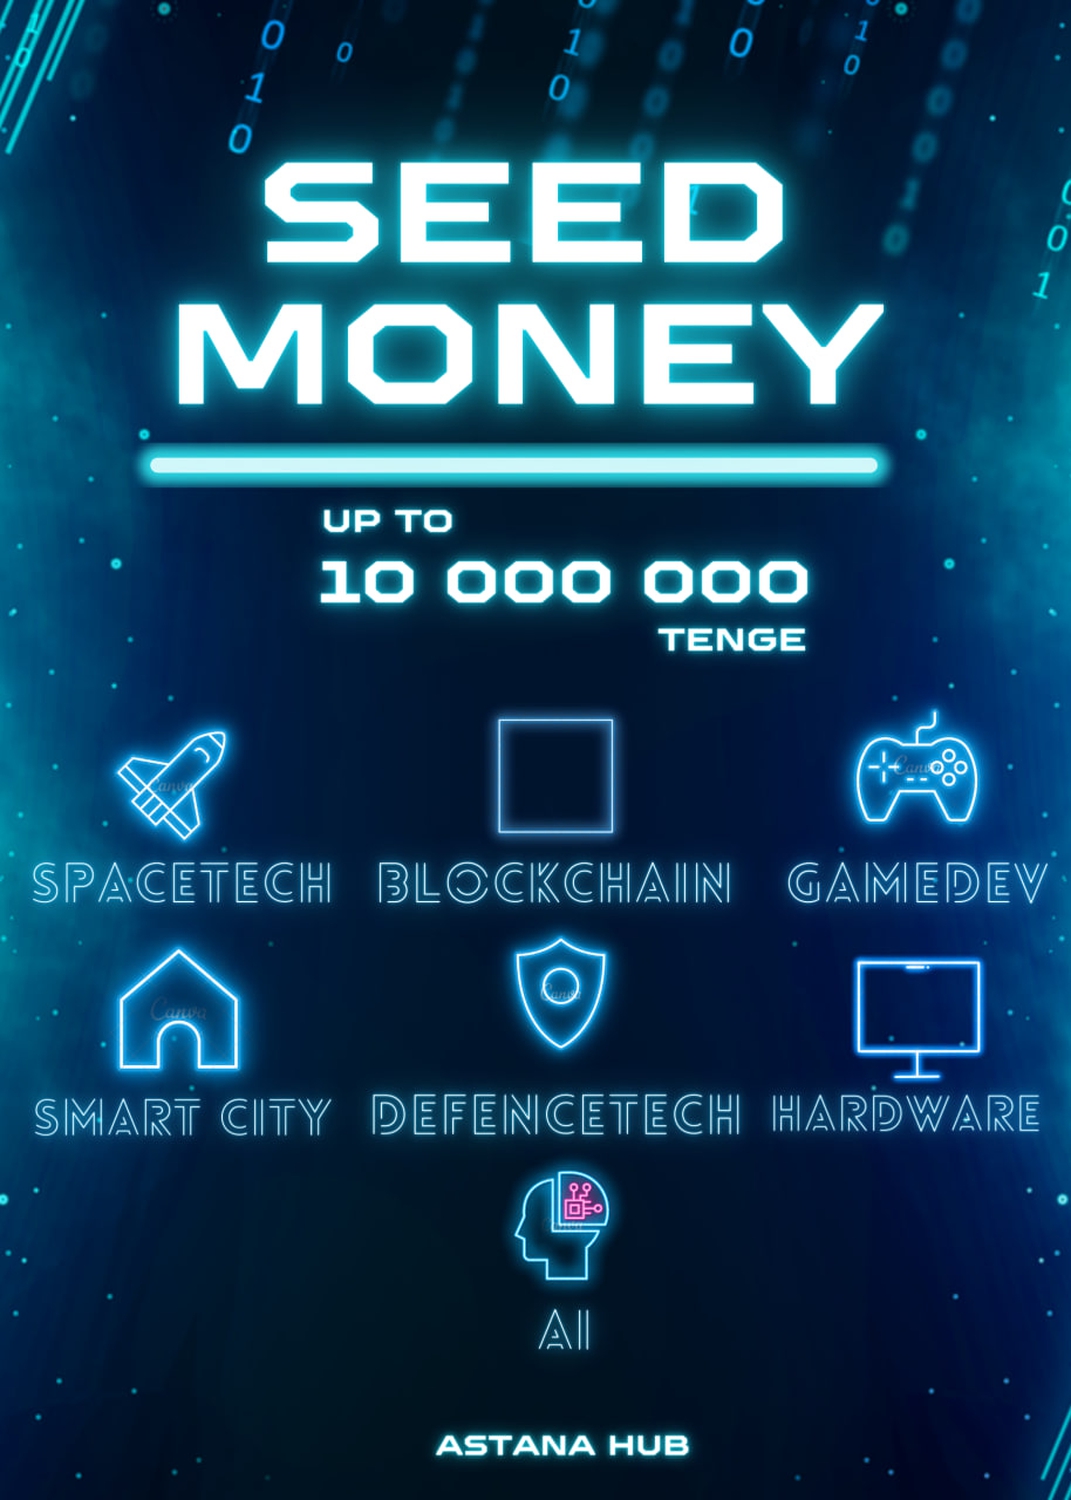 SEED
MONEY
UP TO
10 000 000
TENGE
SPACETECH BLOCKCHAIN GAMEDEV
SMART CITY DEFENCETECH HARDWARE
AI
ASTANA HUB